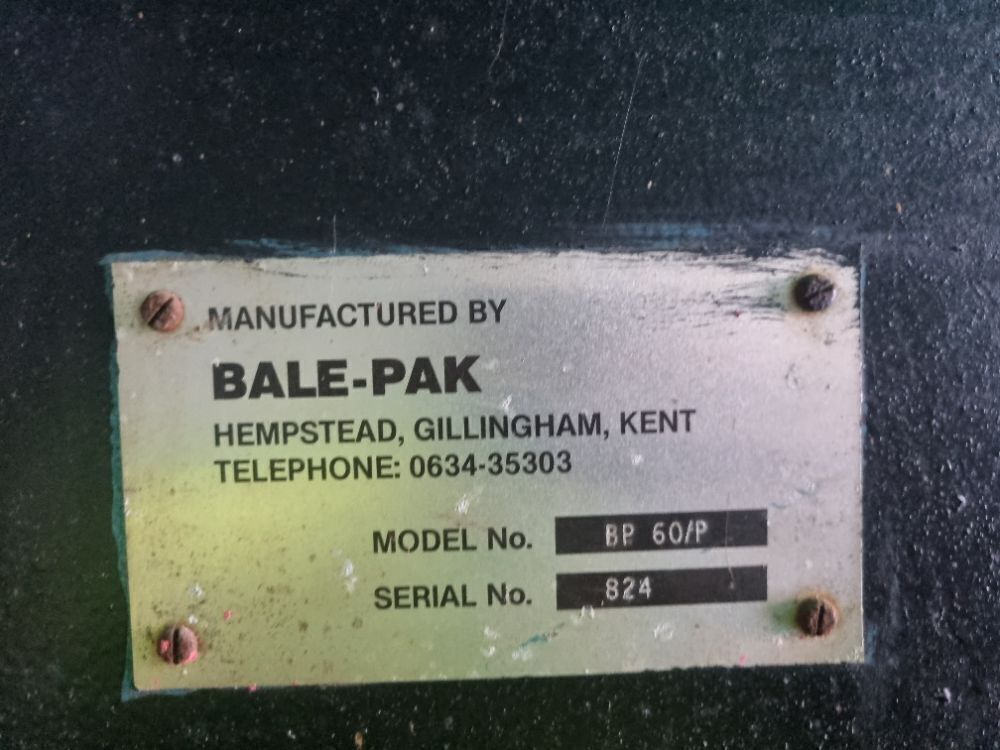 MANUFACTURED BY
BALE-PAK
HEMPSTEAD, GILLINGHAM, KENT
TELEPHONE: 0634-35303
MODEL No. BP 60/P
SERIAL No. 824